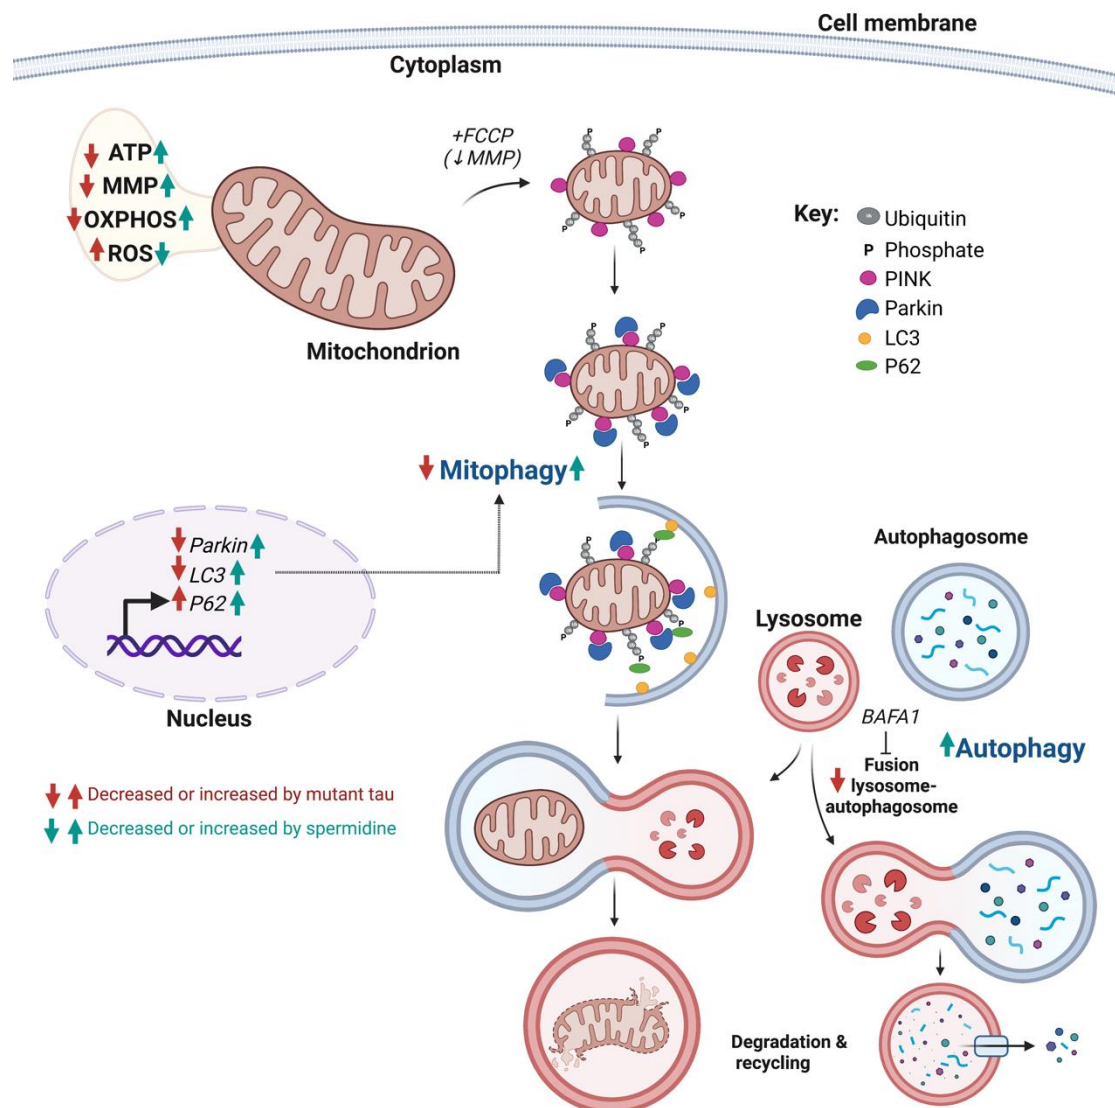 Cell membrane
Cytoplasm
ATP
MMP
OXPHOS
ROS
+FCCP
(↓MMP)
P P
P P
P
Mitochondrion
Key:
Ub Ubiquitin
P Phosphate
PINK
Parkin
LC3
P62
P P
P P
P
Mitophagy
Parkin
LC3
P62
Nucleus
P P
P P
P
Autophagosome
Lysosome
BAFA1
Autophagy
Fusion
lysosome-
autophagosome
Decreased or increased by mutant tau
Decreased or increased by spermidine
Degradation &
recycling